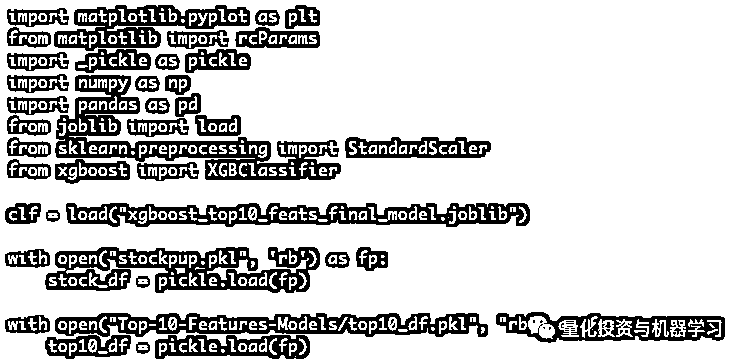 import matplotlib.pyplot as plt
from matplotlib import rcParams
import _pickle as pickle
import numpy as np
import pandas as pd
from joblib import load
from sklearn.preprocessing import StandardScaler
from xgboost import XGBClassifier
clf = load("xgboost_top10_feats_final_model.joblib")
with open("stockpup.pkl", 'rb') as fp:
    stock_df = pickle.load(fp)
with open("Top-10-Features-Models/top10_df.pkl", "rb
量化投资与机器学习
    top10_df = pickle.load(fp)